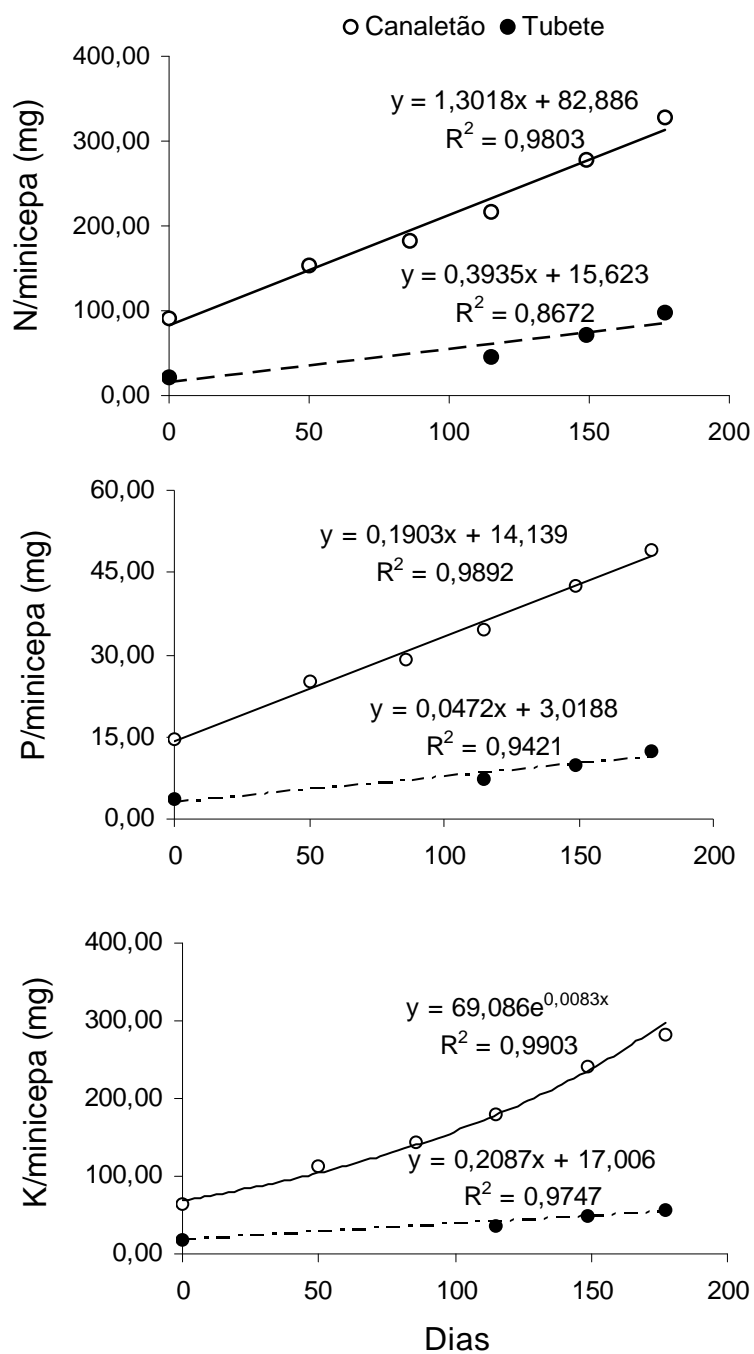 Canaletão Tubete
N/minicepa (mg)
400,00
300,00
200,00
100,00
0,00
y = 1,3018x + 82,886
R² = 0,9803
y = 0,3935x + 15,623
R² = 0,8672
0 50 100 150 200
P/minicepa (mg)
60,00
45,00
30,00
15,00
0,00
y = 0,1903x + 14,139
R² = 0,9892
y = 0,0472x + 3,0188
R² = 0,9421
0 50 100 150 200
K/minicepa (mg)
400,00
300,00
200,00
100,00
0,00
y = 69,086e^0,0083x
R² = 0,9903
y = 0,2087x + 17,006
R² = 0,9747
0 50 100 150 200
Dias